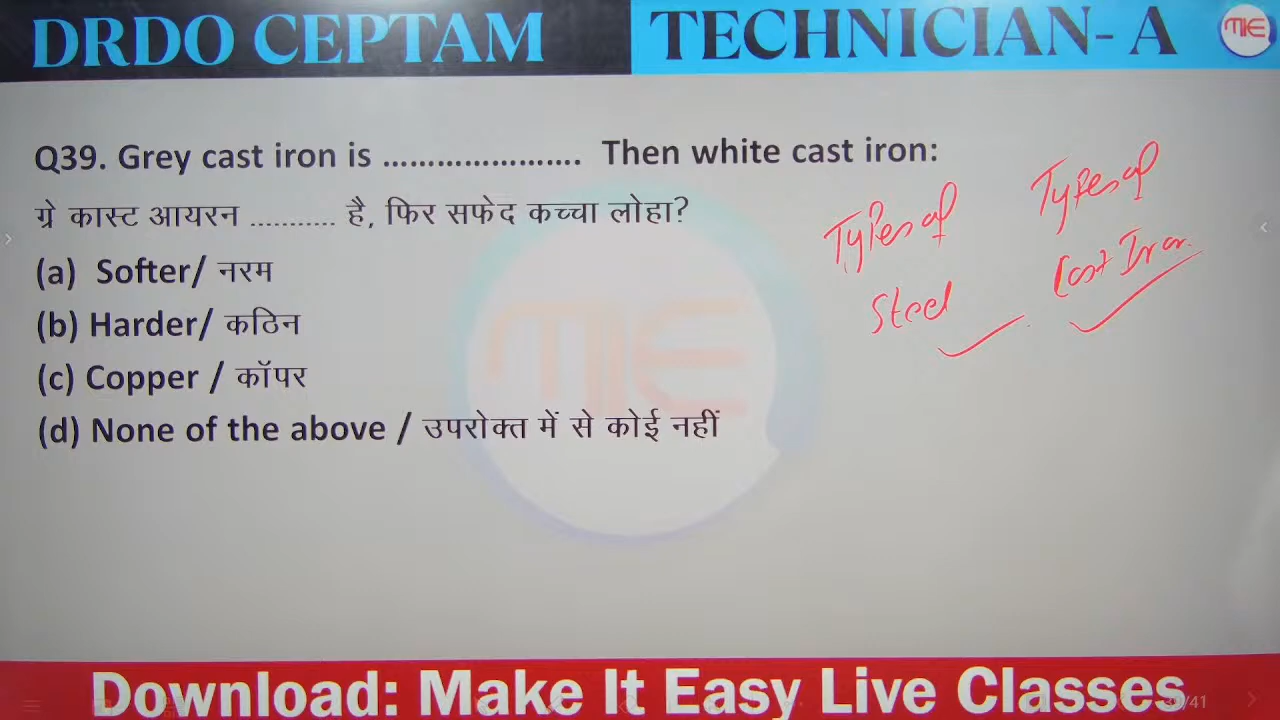 DRDO CEPTAM TECHNICIAN- A
MIE
Q39. Grey cast iron is ...................... Then white cast iron:
ग्रे कास्ट आयरन ........... है, फिर सफेद कच्चा लोहा?
(a) Softer/ नरम
(b) Harder/ कठिन
(c) Copper / कॉपर
(d) None of the above / उपरोक्त में से कोई नहीं
Types of
Steel
Types of
Cast Iron
MIE
Download: Make It Easy Live Classes